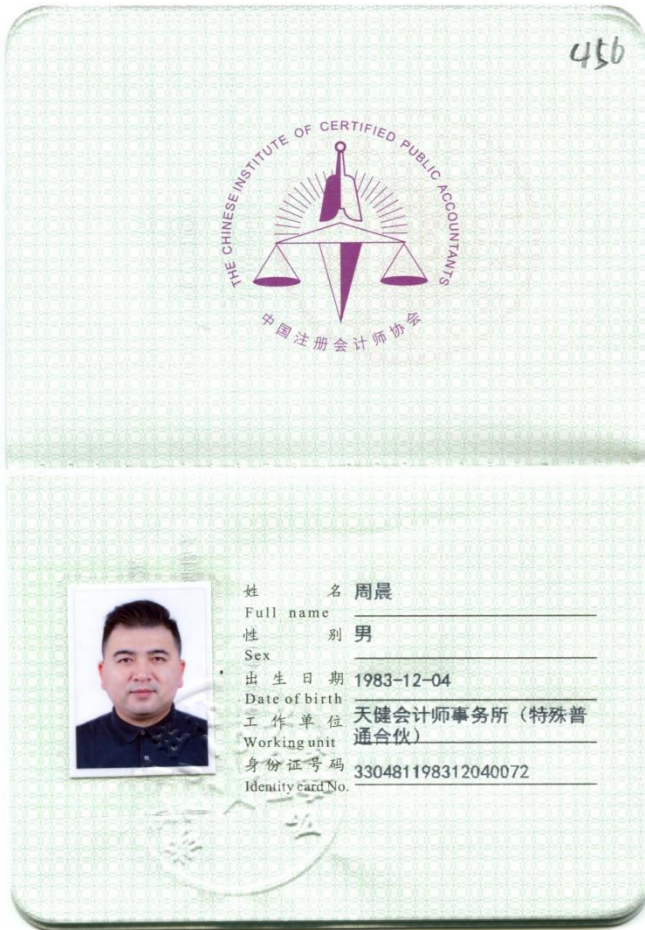 456
THE CHINESE INSTITUTE OF CERTIFIED PUBLIC ACCOUNTANTS
中国注册会计师协会
姓 名 周晨
Full name
性 别 男
Sex
出生日期 1983-12-04
Date of birth
工作单位 天健会计师事务所（特殊普
Working unit 通合伙）
身份证号码 330481198312040072
Identity card No.